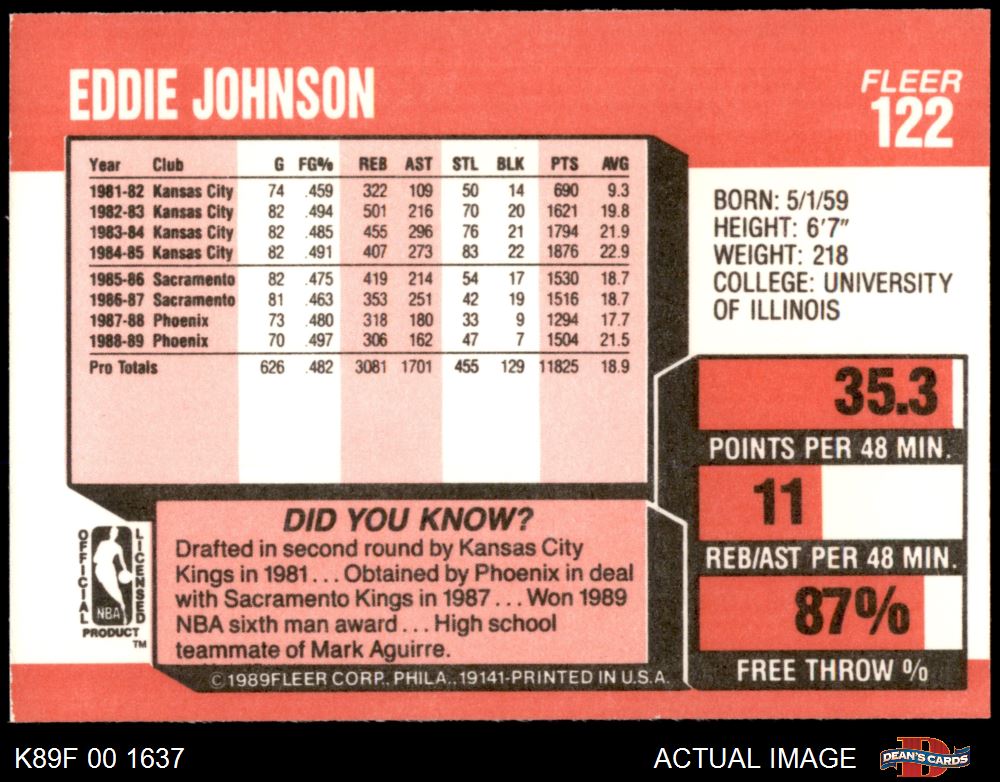 EDDIE JOHNSON
FLEER
122
Year Club G FG% REB AST STL BLK PTS AVG
1981-82 Kansas City 74 .459 322 109 50 14 690 9.3
1982-83 Kansas City 82 .494 501 216 70 20 1621 19.8
1983-84 Kansas City 82 .485 455 296 76 21 1794 21.9
1984-85 Kansas City 82 .491 407 273 83 22 1876 22.9
1985-86 Sacramento 82 .475 419 214 54 17 1530 18.7
1986-87 Sacramento 81 .463 353 251 42 19 1516 18.7
1987-88 Phoenix 73 .480 318 180 33 9 1294 17.7
1988-89 Phoenix 70 .497 306 162 47 7 1504 21.5
Pro Totals 626 .482 3081 1701 455 129 11825 18.9
BORN: 5/1/59
HEIGHT: 6'7"
WEIGHT: 218
COLLEGE: UNIVERSITY
OF ILLINOIS
35.3
POINTS PER 48 MIN.
11
REB/AST PER 48 MIN.
87%
FREE THROW %
DID YOU KNOW?
Drafted in second round by Kansas City
Kings in 1981... Obtained by Phoenix in deal
with Sacramento Kings in 1987... Won 1989
NBA sixth man award... High school
teammate of Mark Aguirre.
OFFICIAL
LICENSED
NBA
PRODUCT
TM
©1989FLEER CORP., PHILA., 19141-PRINTED IN U.S.A.
K89F 00 1637
ACTUAL IMAGE
D
DEAN'S CARDS